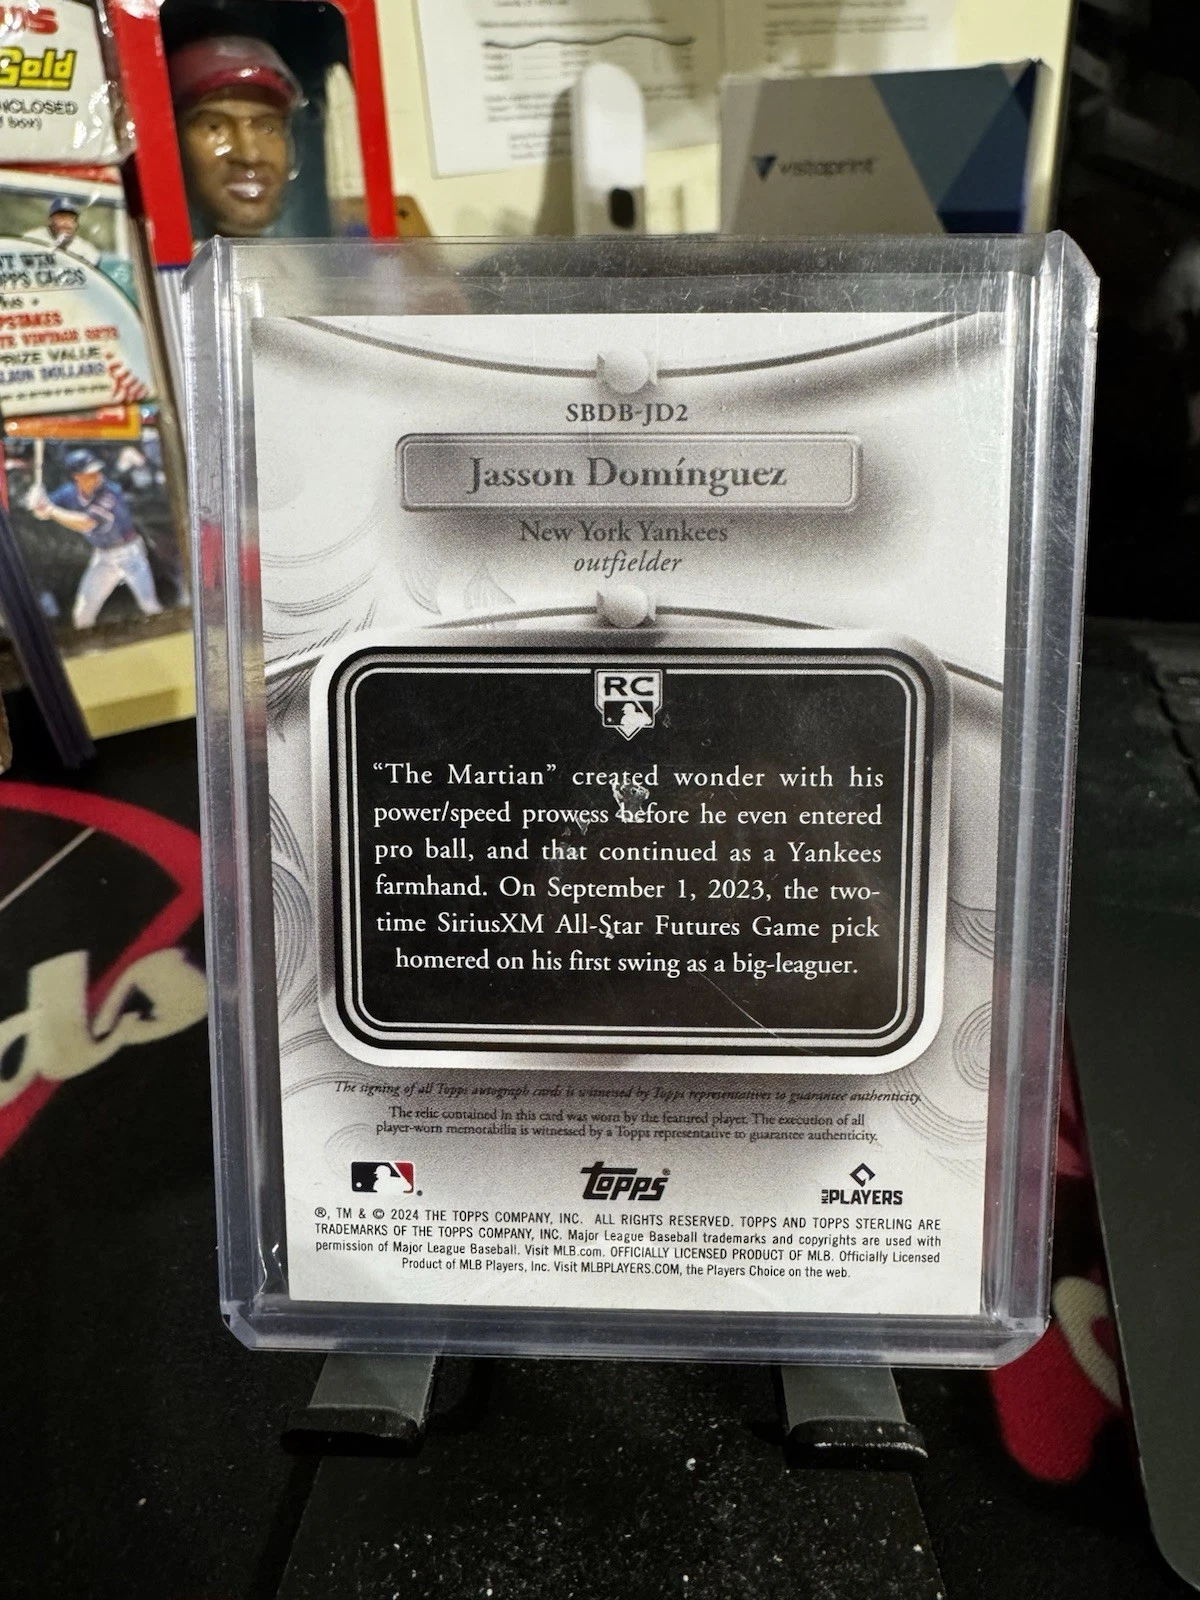 Gold
vistaprint
SBDB-JD2
Jasson Domínguez
New York Yankees
outfielder
RC
“The Martian” created wonder with his
power/speed prowess before he even entered
pro ball, and that continued as a Yankees
farmhand. On September 1, 2023, the two-
time SiriusXM All-Star Futures Game pick
homered on his first swing as a big-leaguer.
The signing of all Topps autograph cards is witnessed by Topps representatives to guarantee authenticity.
The relic contained in this card was worn by the featured player. The execution of all
player-worn memorabilia is witnessed by a Topps representative to guarantee authenticity.
topps®
MLB PLAYERS
®, TM & © 2024 THE TOPPS COMPANY, INC. ALL RIGHTS RESERVED. TOPPS AND TOPPS STERLING ARE
TRADEMARKS OF THE TOPPS COMPANY, INC. Major League Baseball trademarks and copyrights are used with
permission of Major League Baseball. Visit MLB.com. OFFICIALLY LICENSED PRODUCT OF MLB. Officially Licensed
Product of MLB Players, Inc. Visit MLBPLAYERS.COM, the Players Choice on the web.